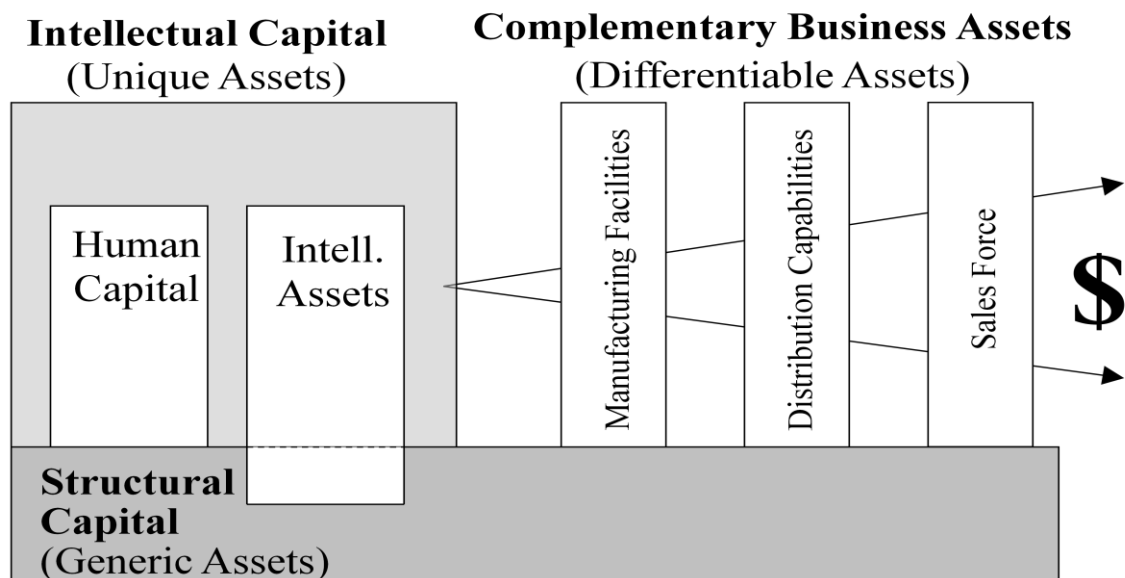 Intellectual Capital
(Unique Assets)
Complementary Business Assets
(Differentiable Assets)
Human
Capital
Intell.
Assets
Manufacturing Facilities
Distribution Capabilities
Sales Force
$
Structural
Capital
(Generic Assets)